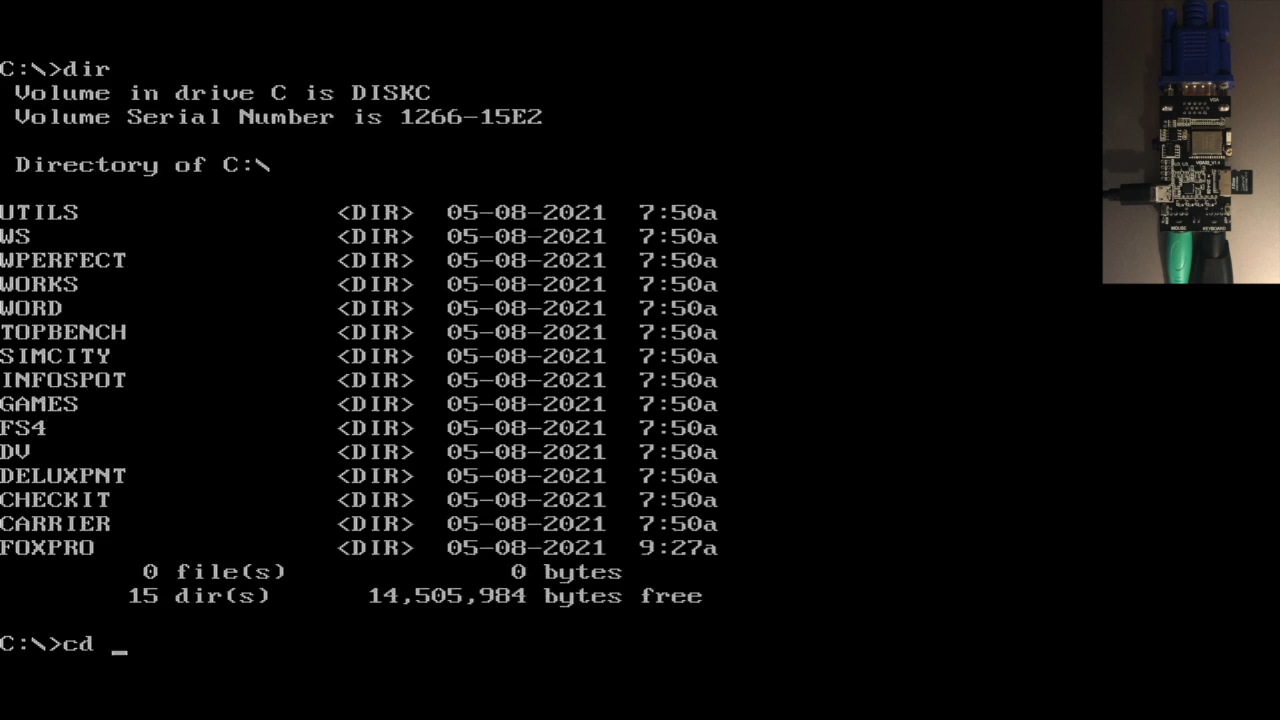 C:\>dir
Volume in drive C is DISKC
Volume Serial Number is 1266-15E2
Directory of C:\
UTILS <DIR> 05-08-2021 7:50a
WS <DIR> 05-08-2021 7:50a
WPERFECT <DIR> 05-08-2021 7:50a
WORKS <DIR> 05-08-2021 7:50a
WORD <DIR> 05-08-2021 7:50a
TOPBENCH <DIR> 05-08-2021 7:50a
SIMCITY <DIR> 05-08-2021 7:50a
INFOSPOT <DIR> 05-08-2021 7:50a
GAMES <DIR> 05-08-2021 7:50a
FS4 <DIR> 05-08-2021 7:50a
DV <DIR> 05-08-2021 7:50a
DELUXPNT <DIR> 05-08-2021 7:50a
CHECKIT <DIR> 05-08-2021 7:50a
CARRIER <DIR> 05-08-2021 7:50a
FOXPRO <DIR> 05-08-2021 9:27a
0 file(s) 0 bytes
15 dir(s) 14,505,984 bytes free
C:\>cd _
VGA
MOUSE KEYBOARD